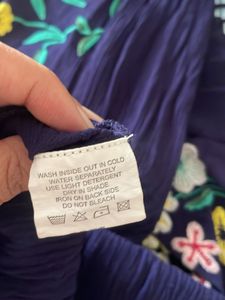 WASH INSIDE OUT IN COLD
WATER SEPARATELY
USE LIGHT DETERGENT
DRY IN SHADE
IRON ON BACK SIDE
DO NOT BLEACH